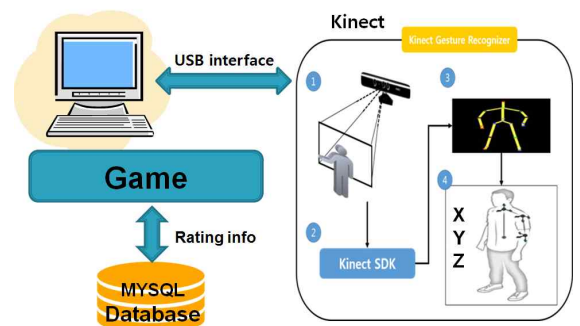 Kinect
Kinect Gesture Recognizer
USB interface
1
3
Game
4
X
Y
Z
2
Kinect SDK
Rating info
MYSQL
Database